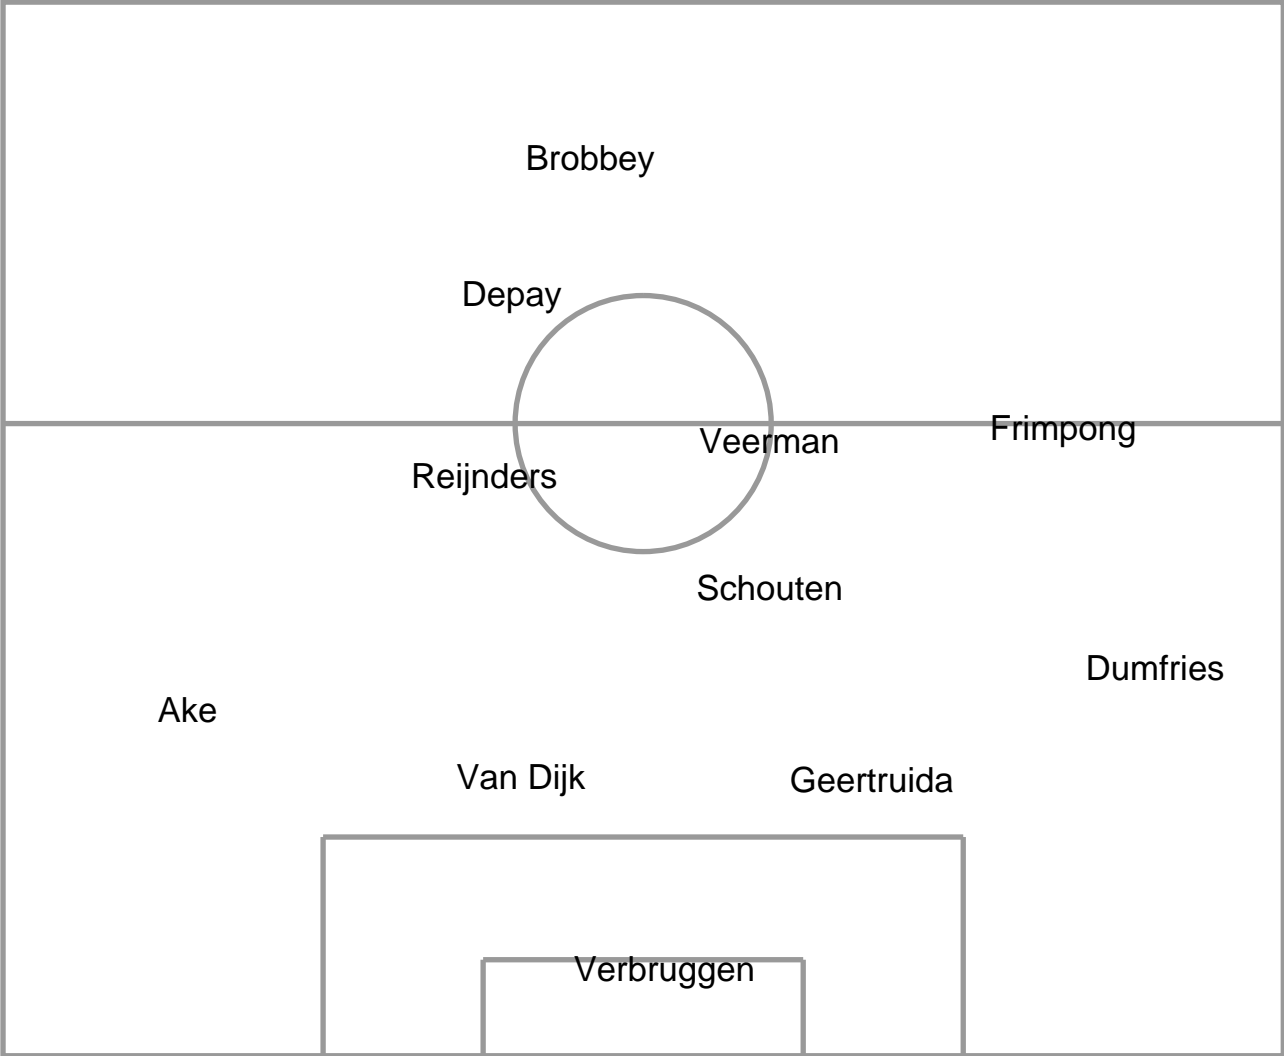 Brobbey
Depay
Frimpong
Veerman
Reijnders
Schouten
Dumfries
Ake
Van Dijk
Geertruida
Verbruggen